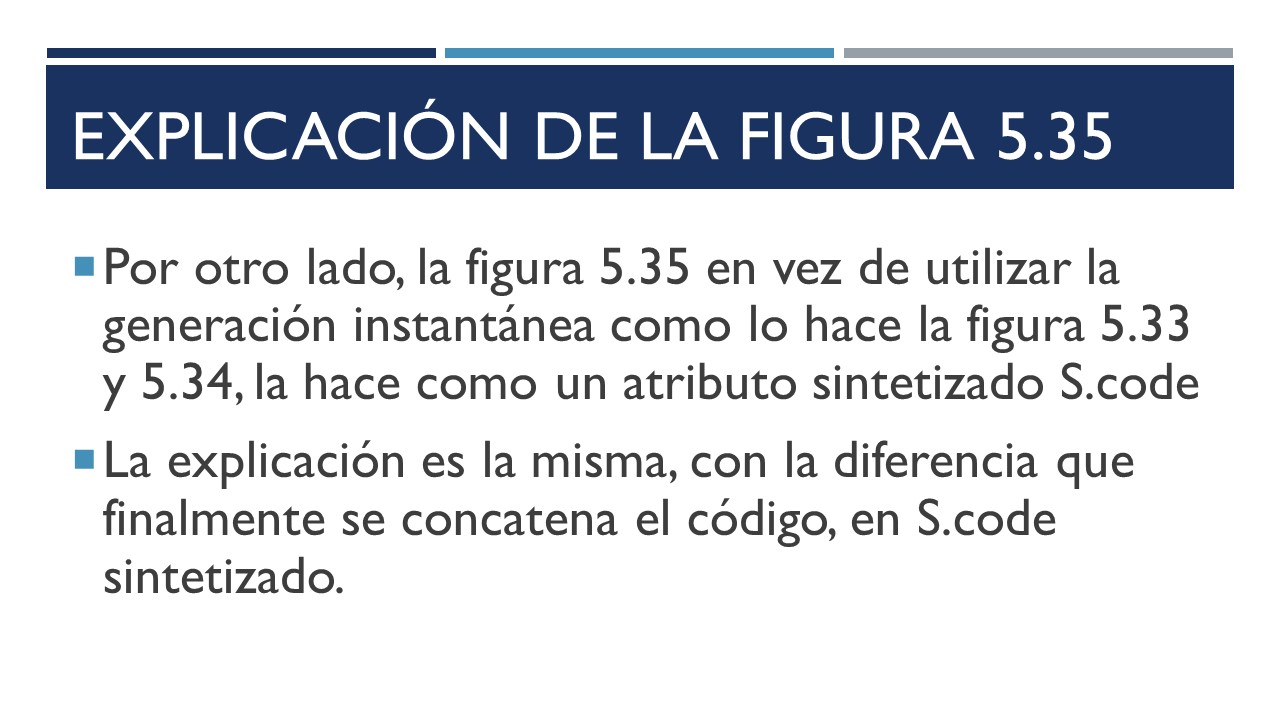 EXPLICACIÓN DE LA FIGURA 5.35
Por otro lado, la figura 5.35 en vez de utilizar la
generación instantánea como lo hace la figura 5.33
y 5.34, la hace como un atributo sintetizado S.code
La explicación es la misma, con la diferencia que
finalmente se concatena el código, en S.code
sintetizado.